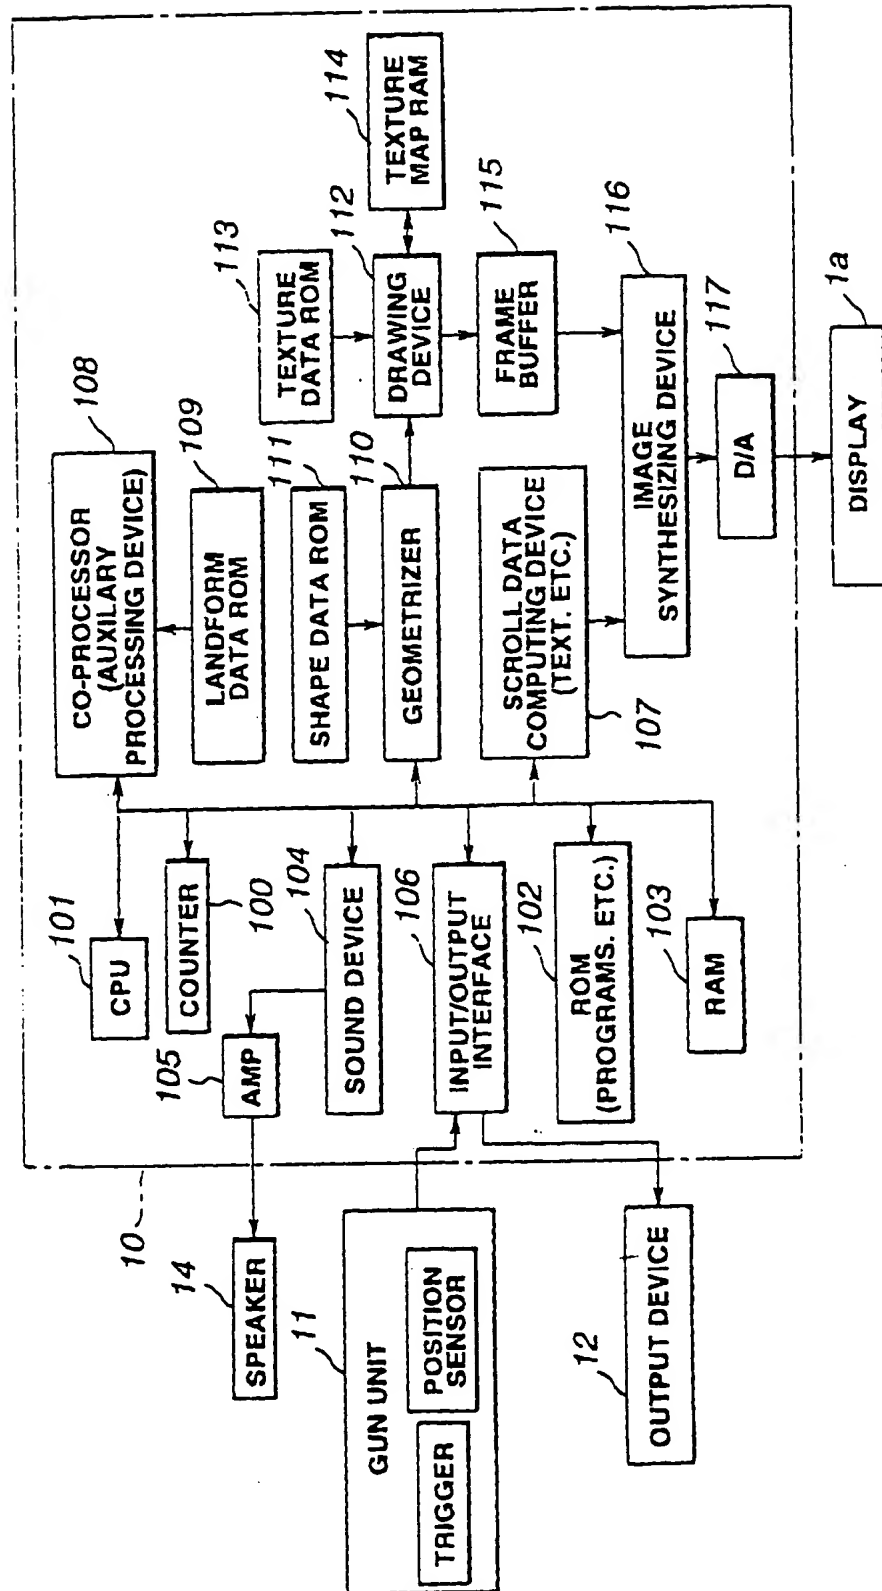 10
101
CPU
COUNTER
100
105
AMP
104
SOUND DEVICE
106
INPUT/OUTPUT
INTERFACE
102
ROM
(PROGRAMS. ETC.)
103
RAM
14
SPEAKER
11
GUN UNIT
TRIGGER
POSITION
SENSOR
12
OUTPUT DEVICE
108
CO-PROCESSOR
(AUXILARY
PROCESSING DEVICE)
109
LANDFORM
DATA ROM
111
SHAPE DATA ROM
110
GEOMETRIZER
SCROLL DATA
COMPUTING DEVICE
(TEXT. ETC.)
107
113
TEXTURE
DATA ROM
112
DRAWING
DEVICE
114
TEXTURE
MAP RAM
115
FRAME
BUFFER
116
IMAGE
SYNTHESIZING DEVICE
117
D/A
1a
DISPLAY